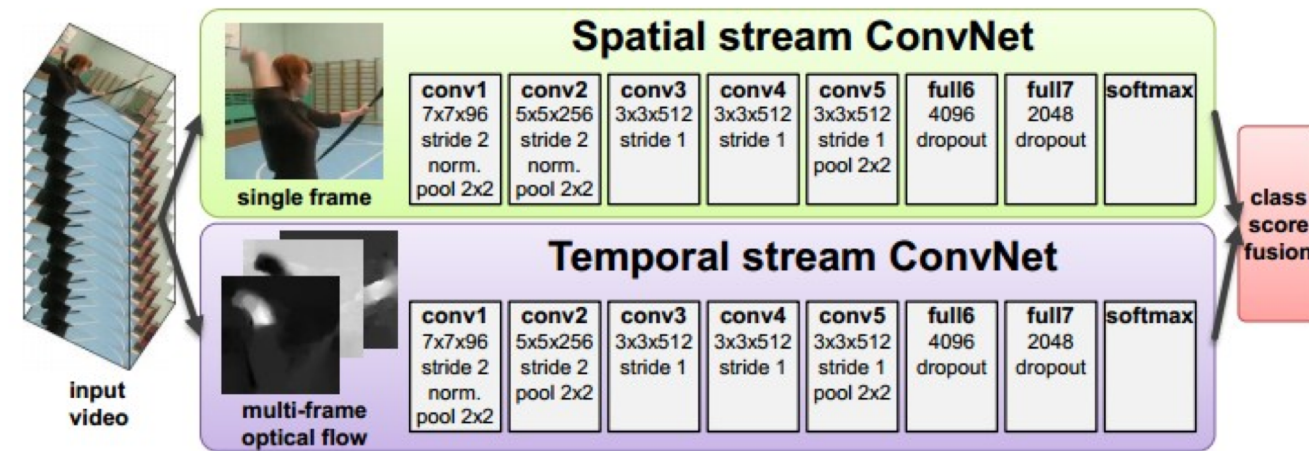 Spatial stream ConvNet
conv1
7x7x96
stride 2
norm.
pool 2x2
conv2
5x5x256
stride 2
norm.
pool 2x2
conv3
3x3x512
stride 1
conv4
3x3x512
stride 1
conv5
3x3x512
stride 1
pool 2x2
full6
4096
dropout
full7
2048
dropout
softmax
single frame
Temporal stream ConvNet
conv1
7x7x96
stride 2
norm.
pool 2x2
conv2
5x5x256
stride 2
pool 2x2
conv3
3x3x512
stride 1
conv4
3x3x512
stride 1
conv5
3x3x512
stride 1
pool 2x2
full6
4096
dropout
full7
2048
dropout
softmax
multi-frame
optical flow
input
video
class
score
fusion